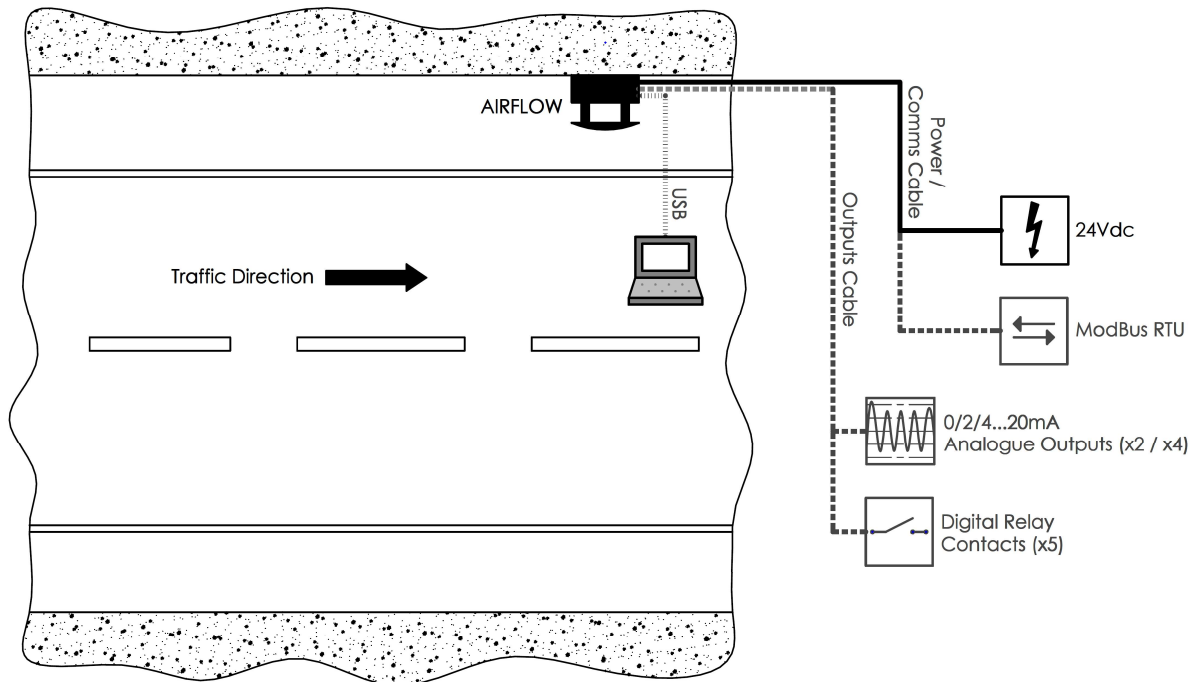 AIRFLOW
Power /
Comms Cable
USB
Outputs Cable
24Vdc
Traffic Direction
ModBus RTU
0/2/4...20mA
Analogue Outputs (x2 / x4)
Digital Relay
Contacts (x5)